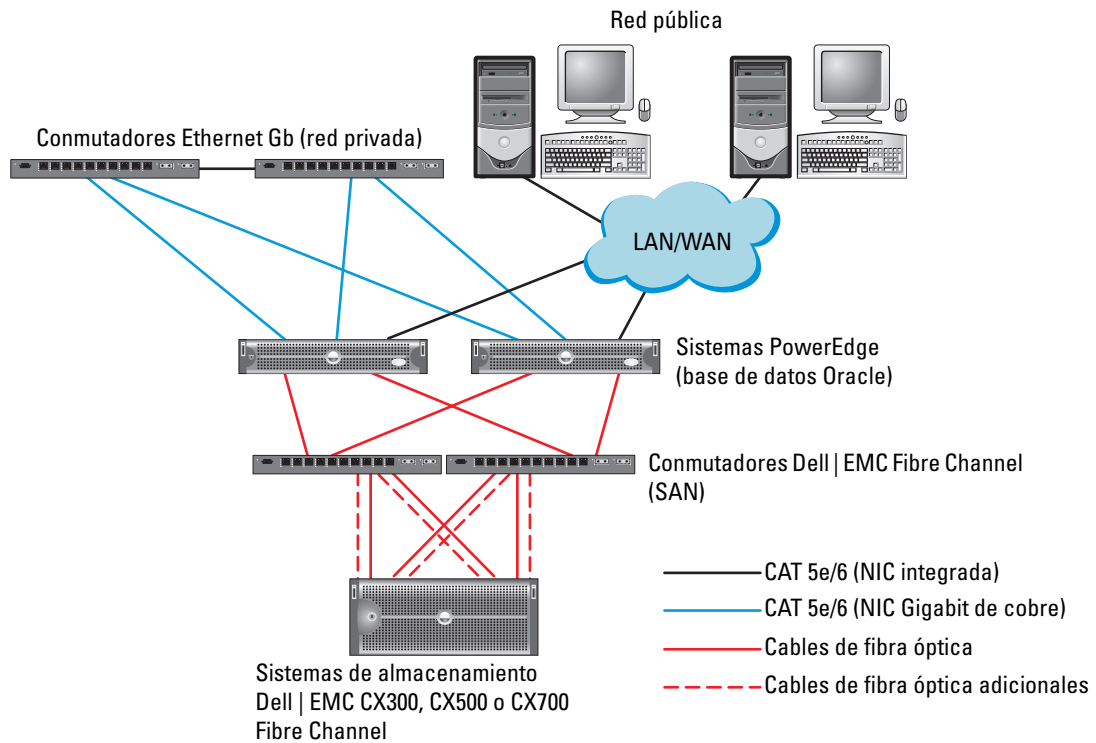 Red pública
Conmutadores Ethernet Gb (red privada)
LAN/WAN
Sistemas PowerEdge
(base de datos Oracle)
Conmutadores Dell | EMC Fibre Channel
(SAN)
CAT 5e/6 (NIC integrada)
CAT 5e/6 (NIC Gigabit de cobre)
Cables de fibra óptica
Cables de fibra óptica adicionales
Sistemas de almacenamiento
Dell | EMC CX300, CX500 o CX700
Fibre Channel